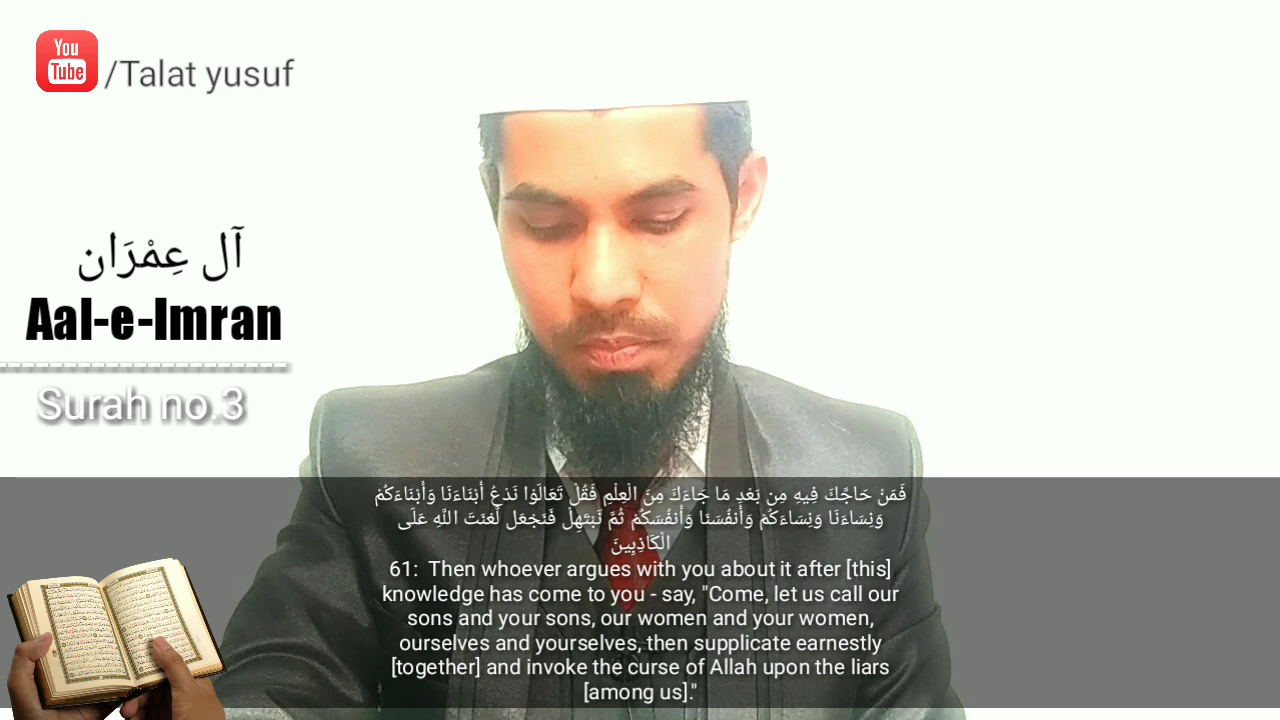 You
Tube
/Talat yusuf
آل عِمْرَان
Aal-e-Imran
Surah no.3
فَمَنْ حَاجَّكَ فِيهِ مِن بَعْدِ مَا جَاءَكَ مِنَ الْعِلْمِ فَقُلْ تَعَالَوْا نَدْعُ أَبْنَاءَنَا وَأَبْنَاءَكُمْ
وَنِسَاءَنَا وَنِسَاءَكُمْ وَأَنفُسَنَا وَأَنفُسَكُمْ ثُمَّ نَبْتَهِلْ فَنَجْعَل لَّعْنَتَ اللَّهِ عَلَى
الْكَاذِبِينَ
61:  Then whoever argues with you about it after [this]
knowledge has come to you - say, "Come, let us call our
sons and your sons, our women and your women,
ourselves and yourselves, then supplicate earnestly
[together] and invoke the curse of Allah upon the liars
[among us]."